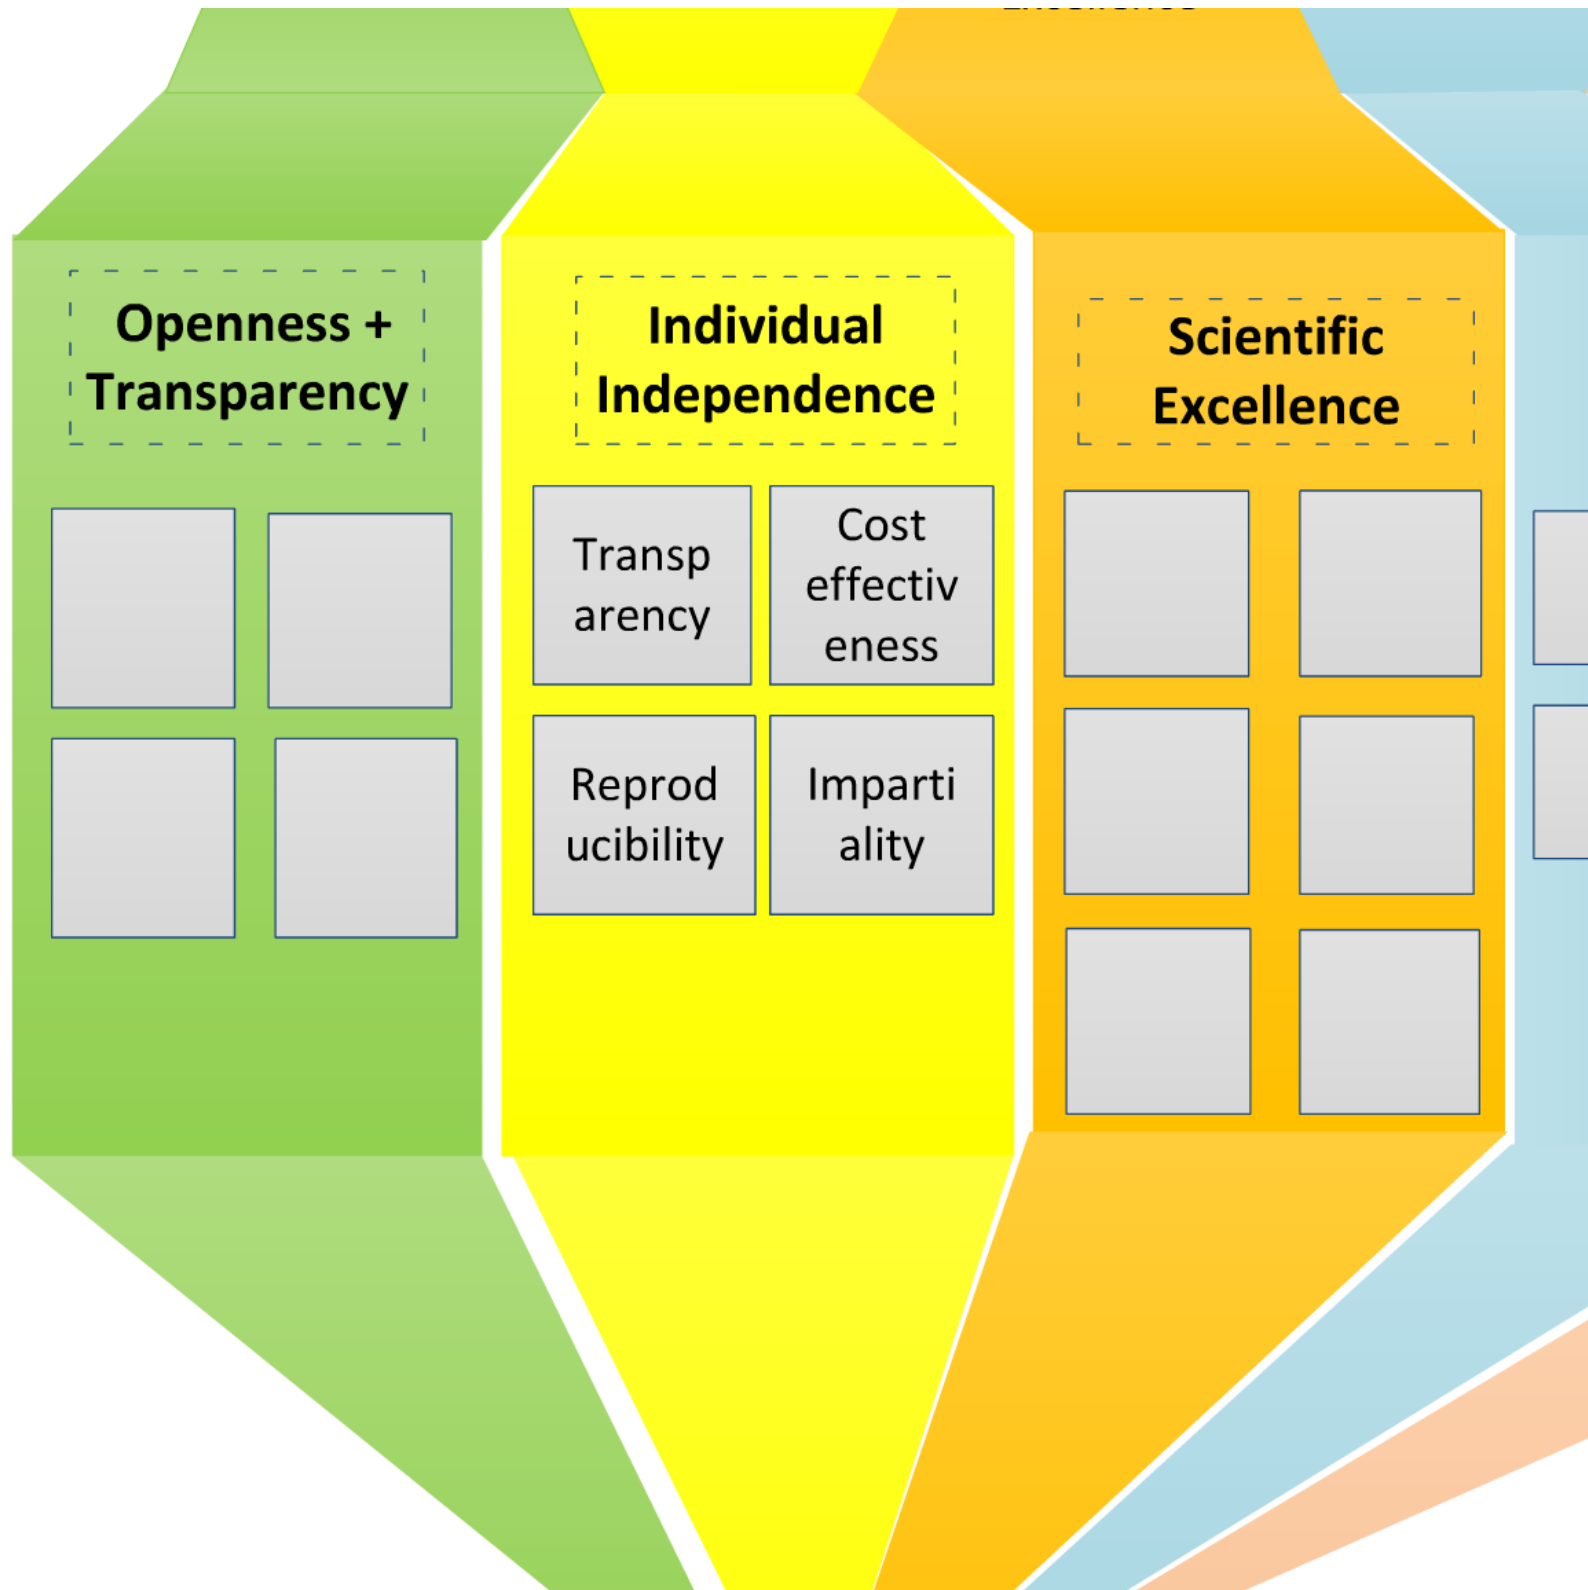 Openness +
Transparency
Individual
Independence
Scientific
Excellence
Transp
arency
Cost
effectiv
eness
Reprod
ucibility
Imparti
ality